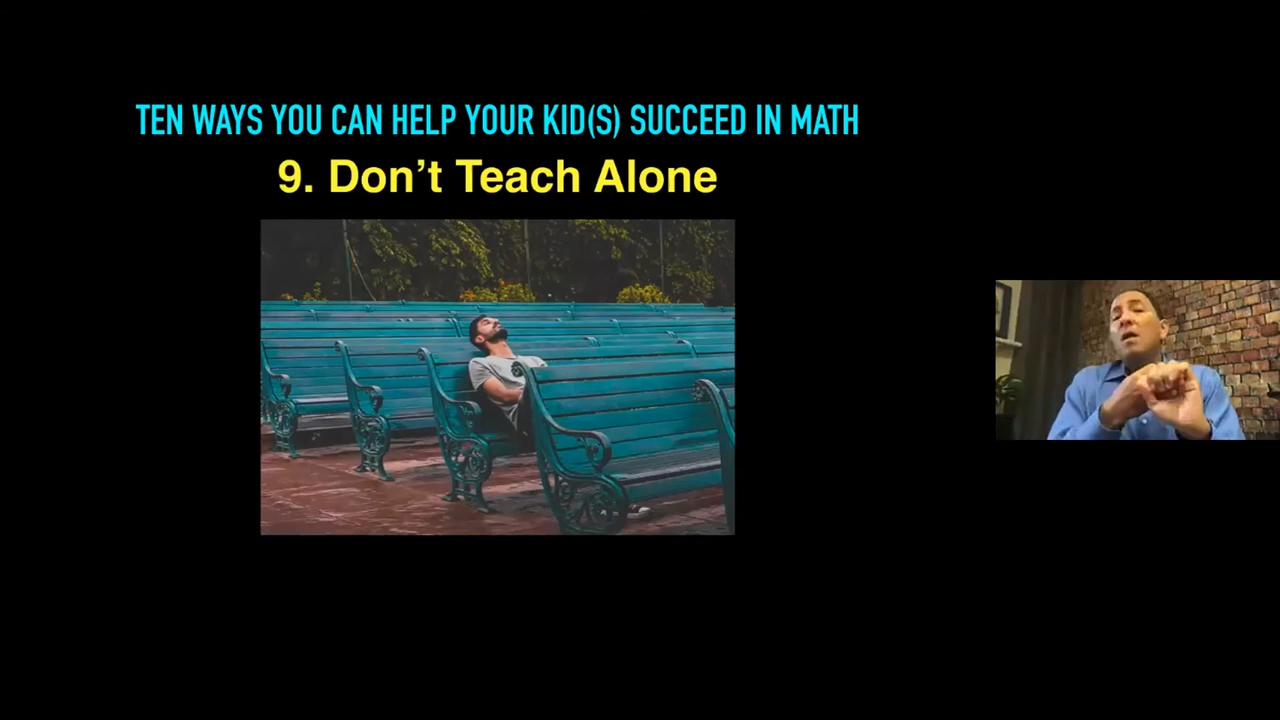 TEN WAYS YOU CAN HELP YOUR KID(S) SUCCEED IN MATH
9. Don’t Teach Alone